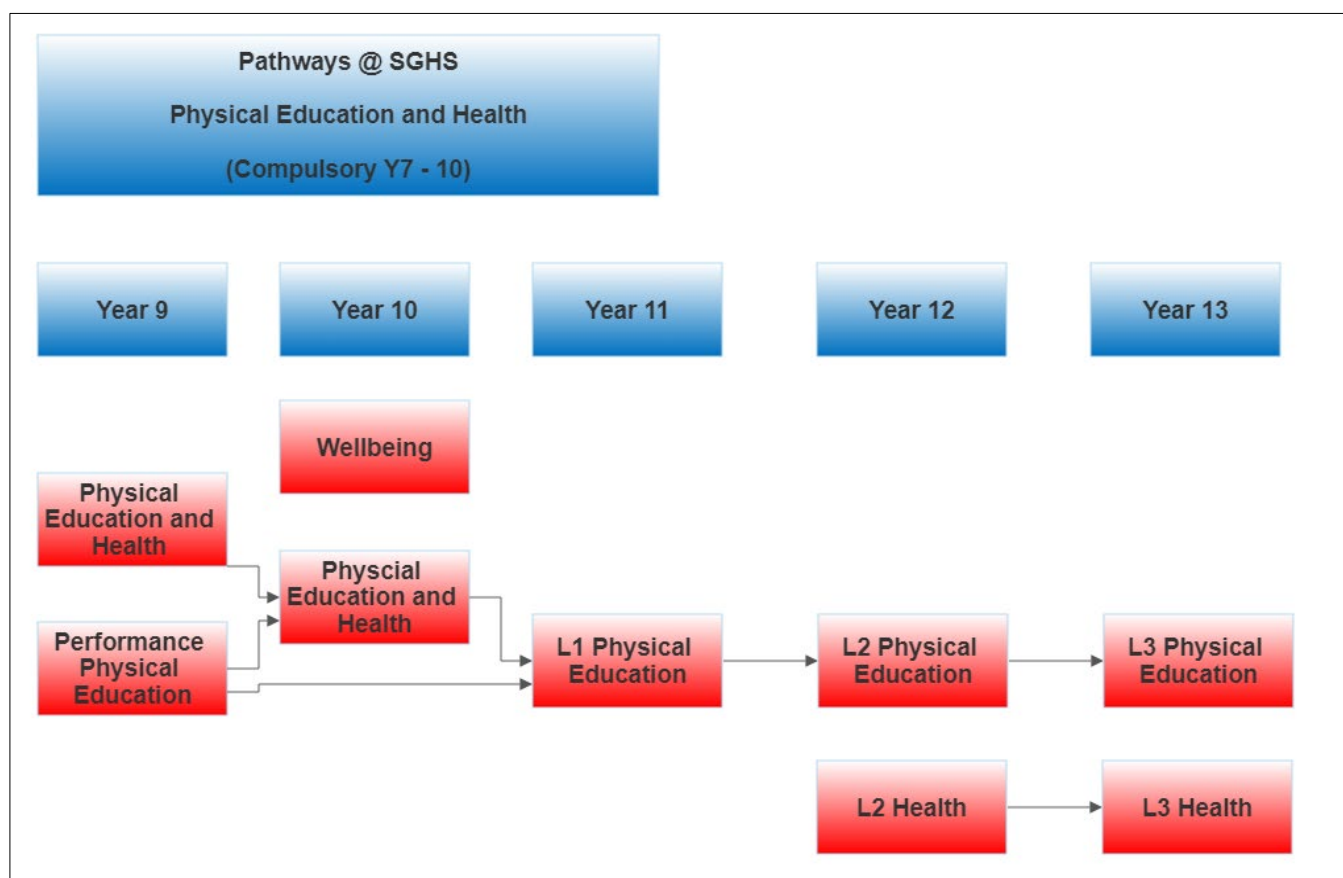 Pathways @ SGHS
Physical Education and Health
(Compulsory Y7 - 10)
Year 9
Year 10
Year 11
Year 12
Year 13
Wellbeing
Physical
Education and
Health
Physcial
Education and
Health
Performance
Physical
Education
L1 Physical
Education
L2 Physical
Education
L3 Physical
Education
L2 Health
L3 Health